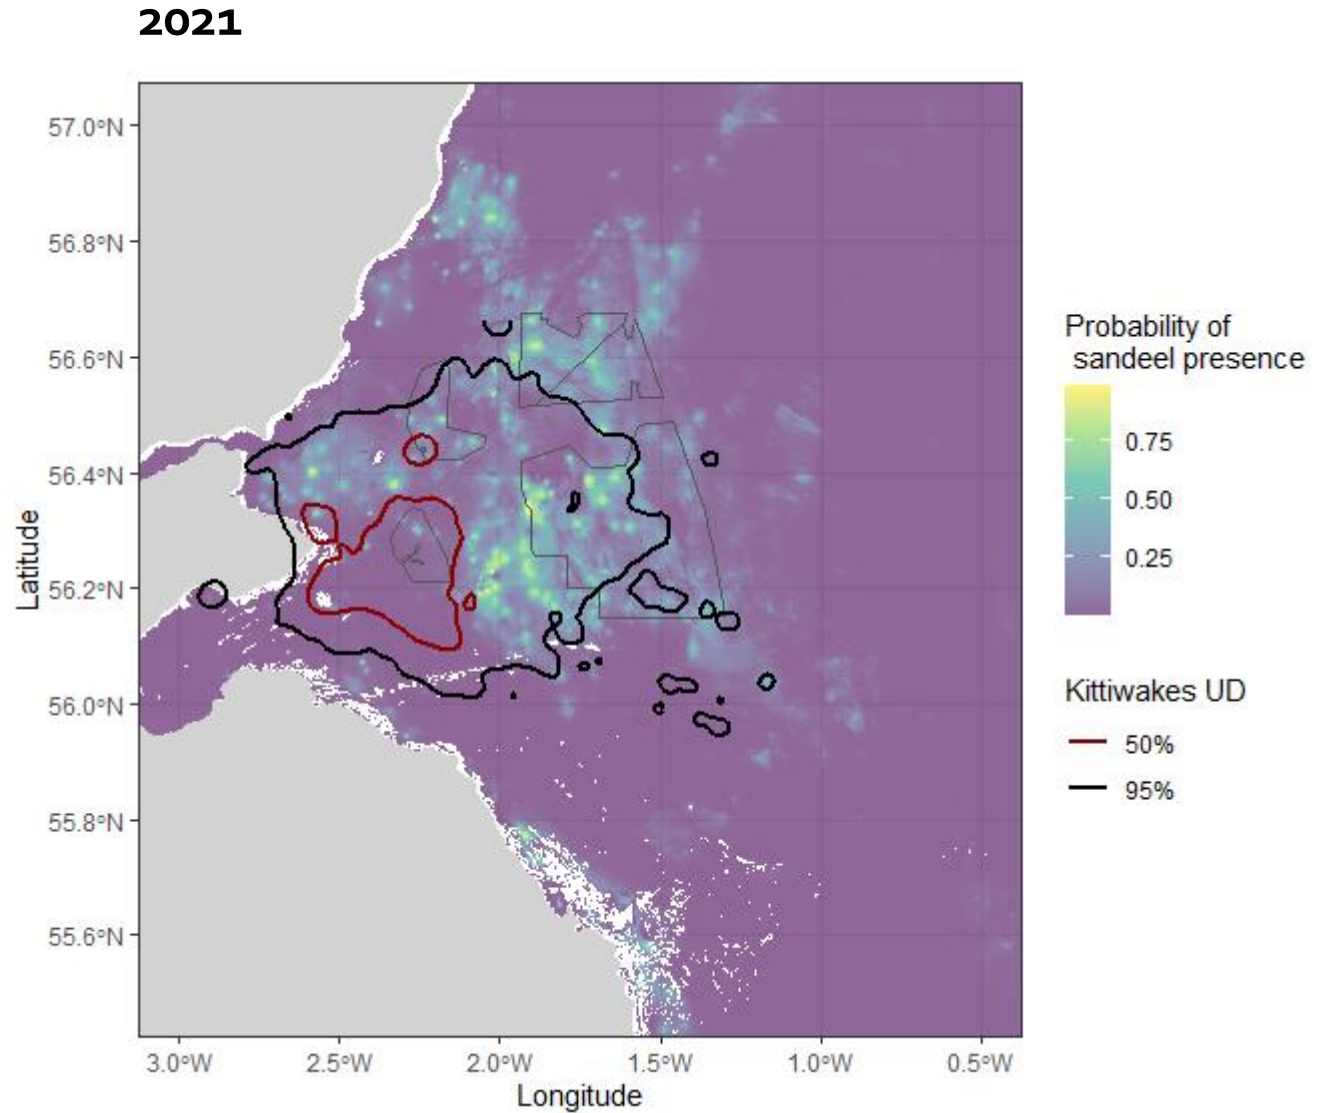 2021
57.0°N
56.8°N
56.6°N
56.4°N
56.2°N
56.0°N
55.8°N
55.6°N
Latitude
3.0°W
2.5°W
2.0°W
1.5°W
1.0°W
0.5°W
Longitude
Probability of
sandeel presence
0.75
0.50
0.25
Kittiwakes UD
50%
95%